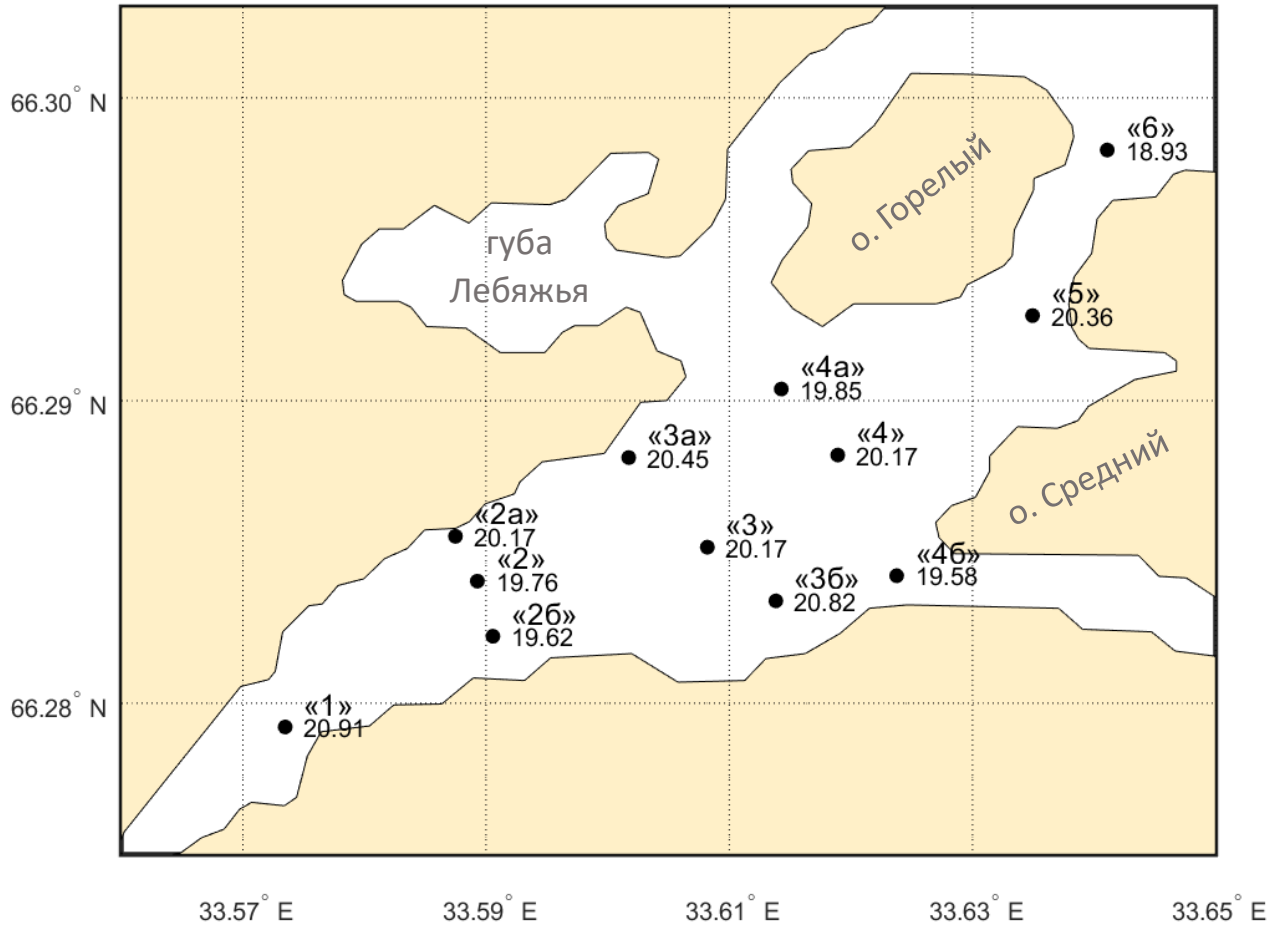 66.30° N
«6»
18.93
о. Горелый
губа
Лебяжья
«5»
20.36
«4а»
19.85
66.29° N
«3а»
20.45
«4»
20.17
о. Средний
«2а»
20.17
«3»
20.17
«2»
19.76
«4б»
19.58
«3б»
20.82
«2б»
19.62
66.28° N
«1»
20.91
33.57° E
33.59° E
33.61° E
33.63° E
33.65° E